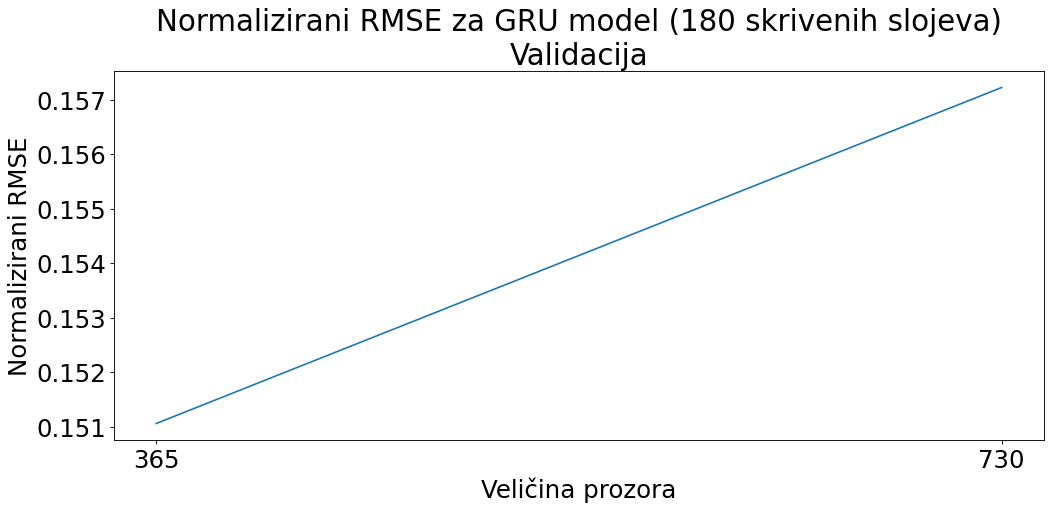 Normalizirani RMSE za GRU model (180 skrivenih slojeva)
Validacija
Normalizirani RMSE
0.157
0.156
0.155
0.154
0.153
0.152
0.151
365
730
Veličina prozora